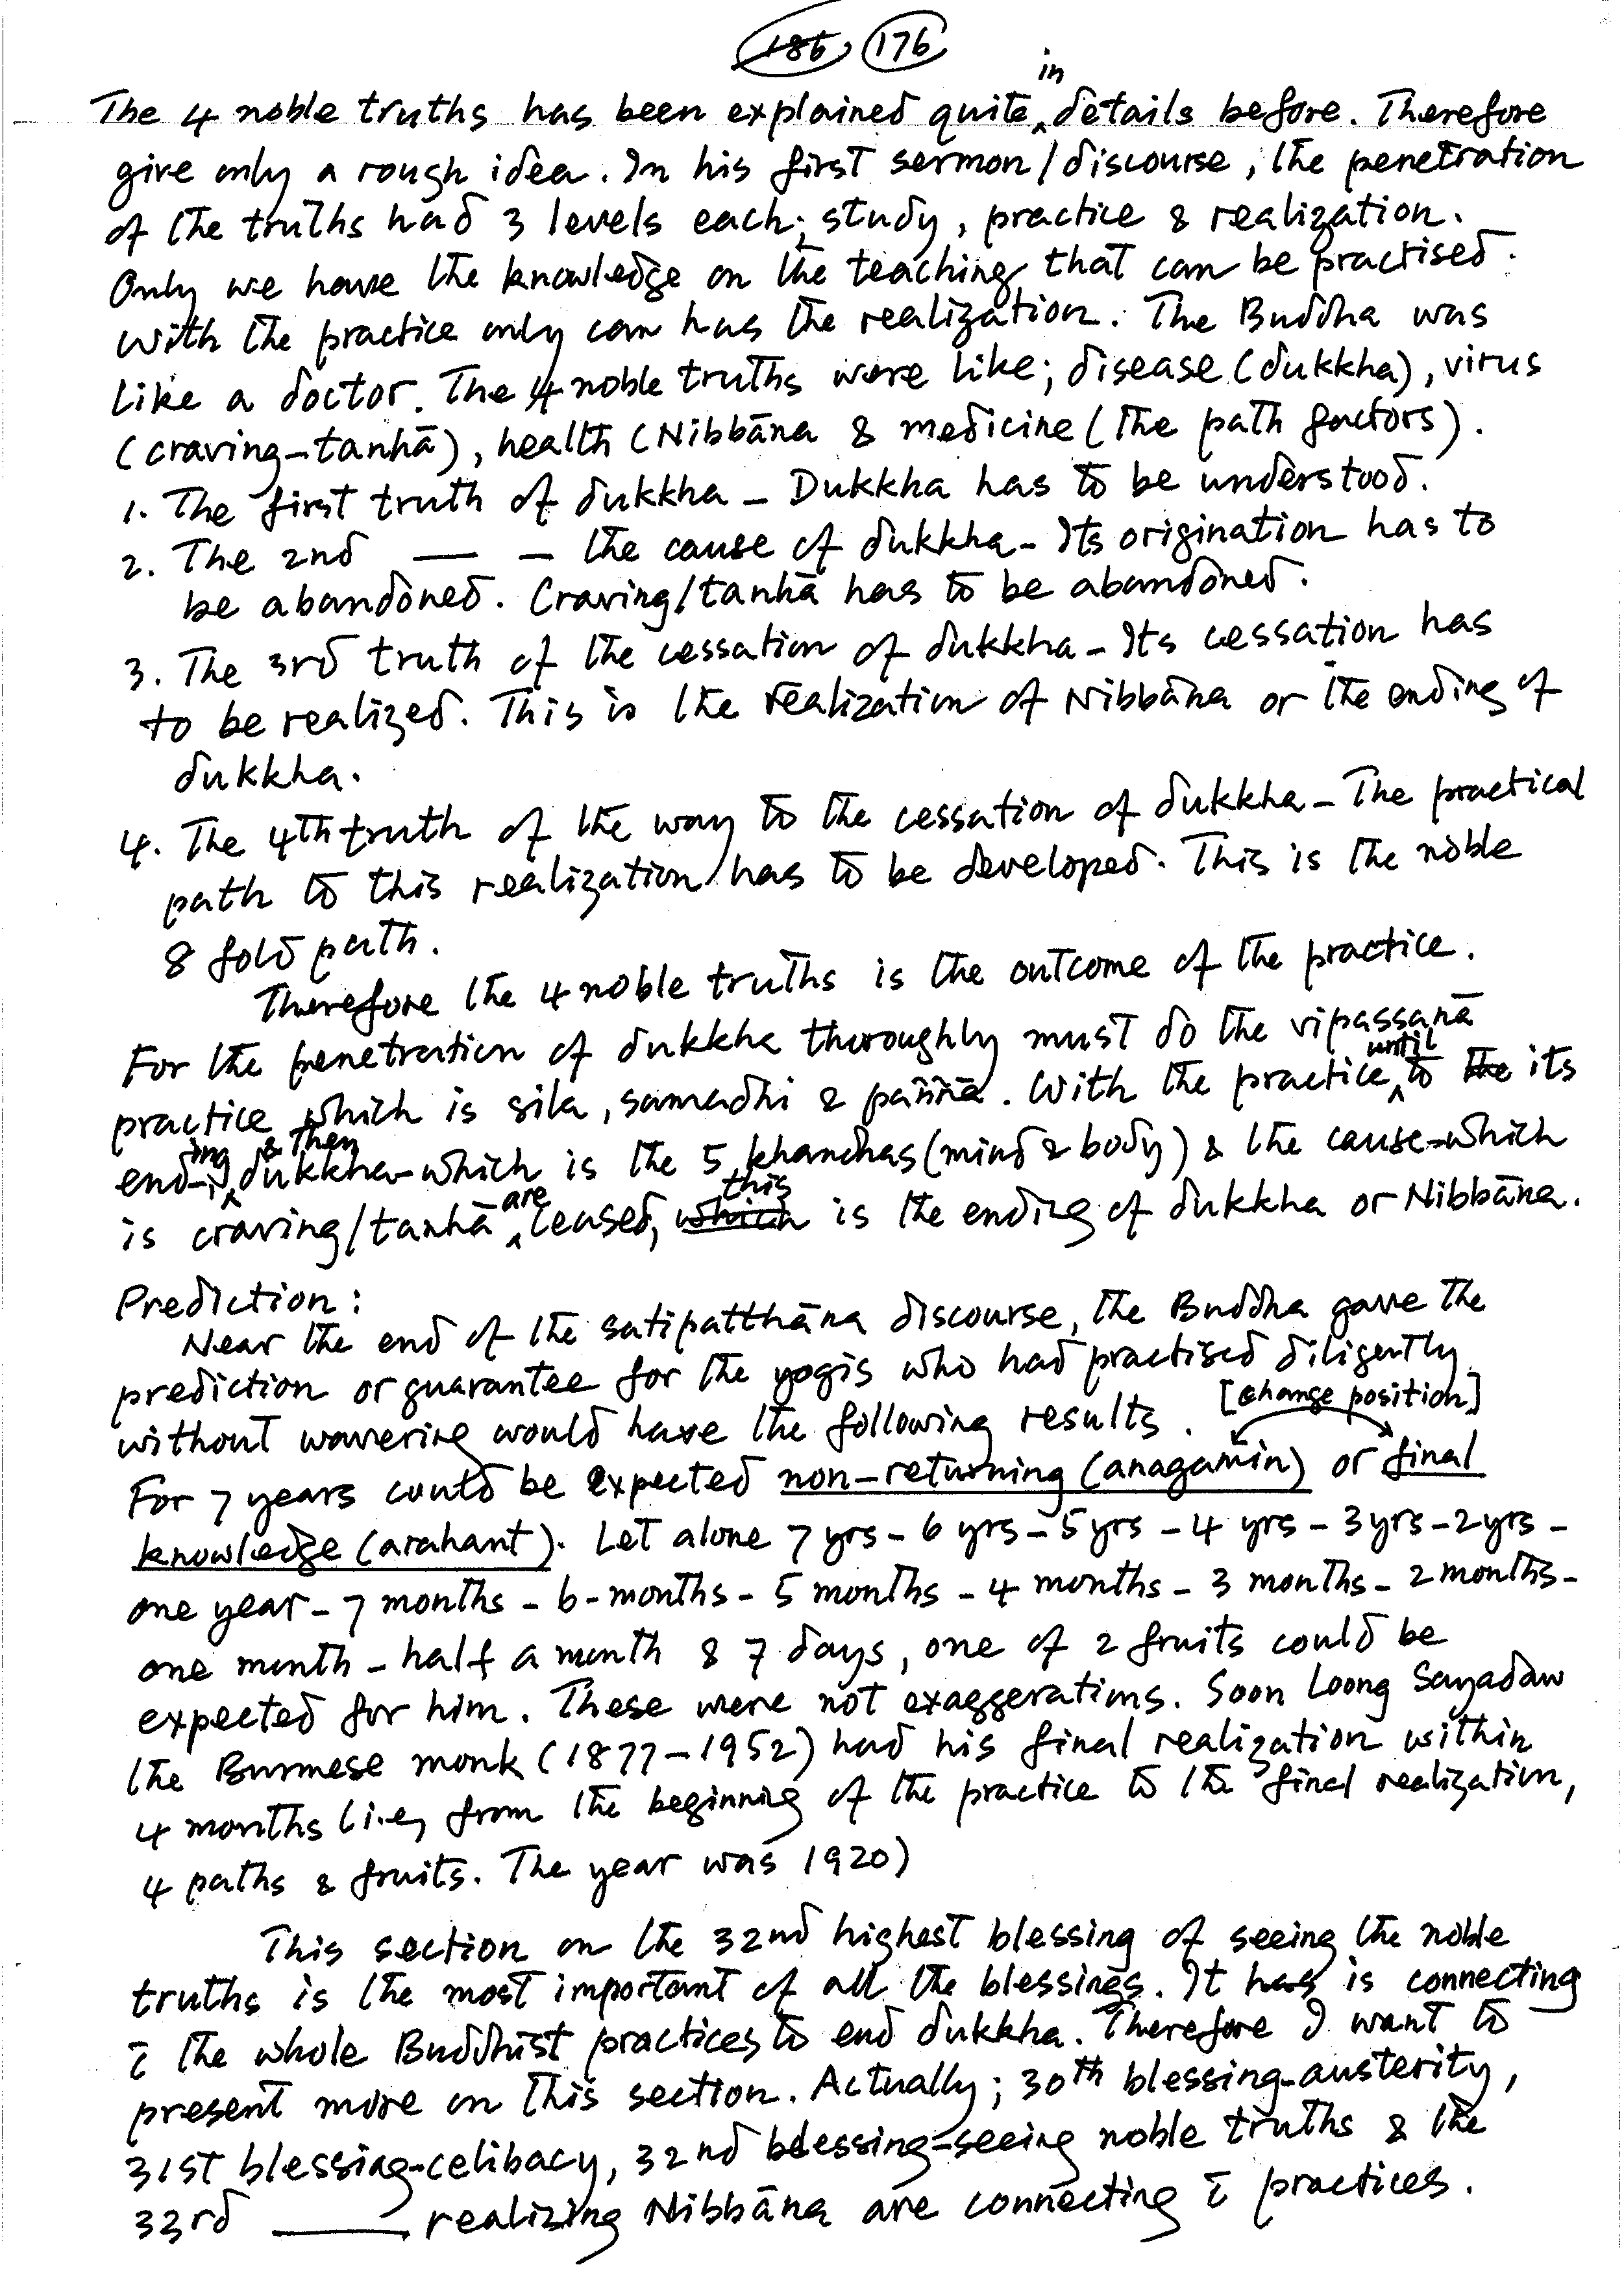 186 176
The 4 noble truths has been explained quite in details before. Therefore
give only a rough idea. In his first sermon/discourse, the penetration
of the truths had 3 levels each; study, practice & realization.
Only we have the knowledge on the teaching that can be practised.
With the practice only can has the realization. The Buddha was
like a doctor. The 4 noble truths were like; disease (dukkha), virus
(craving-tanhā), health (Nibbāna & medicine (the path factors).
1. The first truth of dukkha - Dukkha has to be understood.
2. The 2nd —— - the cause of dukkha - Its origination has to
be abandoned. Craving/tanhā has to be abandoned.
3. The 3rd truth of the cessation of dukkha - Its cessation has
to be realized. This is the realization of Nibbāna or the ending of
dukkha.
4. The 4th truth of the way to the cessation of dukkha - The practical
path to this realization has to be developed. This is the noble
8 fold path.
Therefore the 4 noble truths is the outcome of the practice.
For the penetration of dukkha thoroughly must do the vipassanā
practice which is sila, samadhi & paññā. With the practice until to the its
ending & then dukkha-which is the 5 khandhas (mind & body) & the cause-which
is craving/tanhā are ceased, which this is the ending of dukkha or Nibbāna.
Prediction:
Near the end of the satipatthāna discourse, the Buddha gave the
prediction or guarantee for the yogis who had practised diligently
without wavering would have the following results. [change position]
For 7 years could be expected non-returning (anagamin) or final
knowledge (arahant). Let alone 7 yrs - 6 yrs - 5 yrs - 4 yrs - 3 yrs - 2 yrs -
one year - 7 months - 6-months - 5 months - 4 months - 3 months - 2 months -
one month - half a month & 7 days, one of 2 fruits could be
expected for him. These were not exaggerations. Soon Loong Sayadaw
the Burmese monk (1877-1952) had his final realization within
4 months (i.e, from the beginning of the practice to the final realization,
4 paths & fruits. The year was 1920)
This section on the 32nd highest blessing of seeing the noble
truths is the most important of all the blessings. It has is connecting
c̄ the whole Buddhist practices to end dukkha. Therefore I want to
present more on this section. Actually; 30th blessing-austerity,
31st blessing-celibacy, 32nd blessing-seeing noble truths & the
33rd —— realizing Nibbāna are connecting c̄ practices.